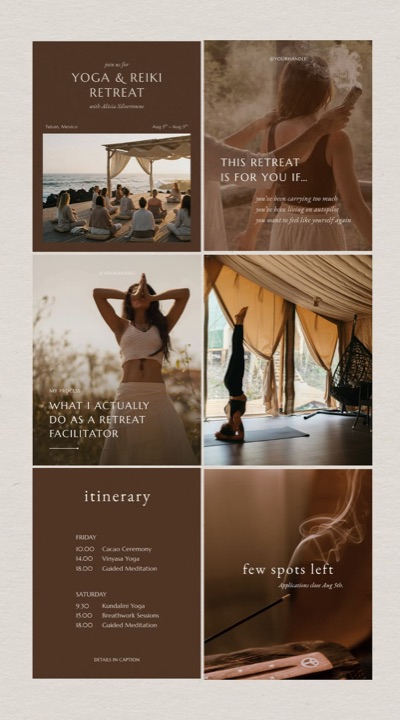 join us for
YOGA & REIKI
RETREAT
with Alicia Silverstone
Tulum, Mexico
Aug 5th - Aug 11th
@YOURHANDLE
THIS RETREAT
IS FOR YOU IF...
you've been carrying too much
you've been living on autopilot
you want to feel like yourself again
@YOURHANDLE
MY PROCESS
WHAT I ACTUALLY
DO AS A RETREAT
FACILITATOR
itinerary
FRIDAY
10.00 Cacao Ceremony
14.00 Vinyasa Yoga
18.00 Guided Meditation
SATURDAY
9.30 Kundalini Yoga
15.00 Breathwork Sessions
18.00 Guided Meditation
DETAILS IN CAPTION
few spots left
Applications close Aug 5th.